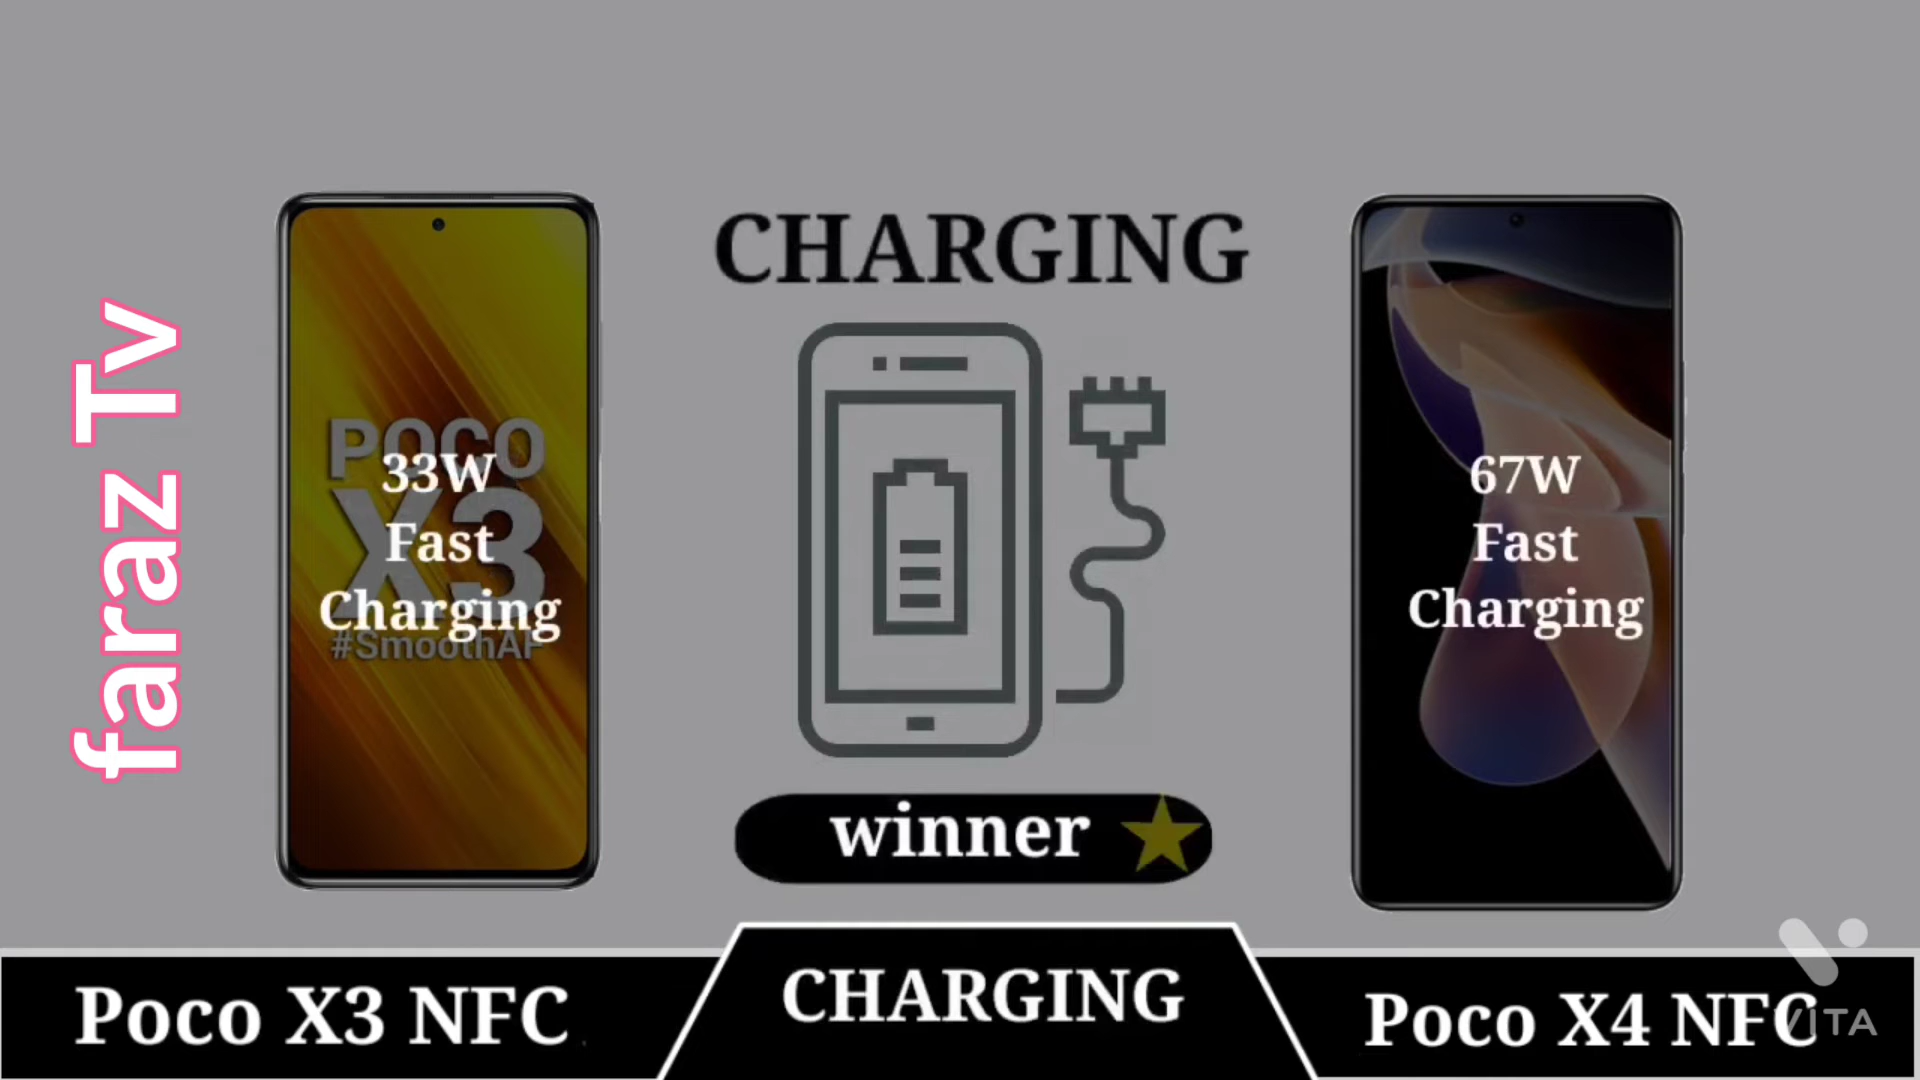 faraz Tv
POCO
X3
#SmoothAF
33W
Fast
Charging
CHARGING
winner
67W
Fast
Charging
Poco X3 NFC
CHARGING
Poco X4 NFC
VITA